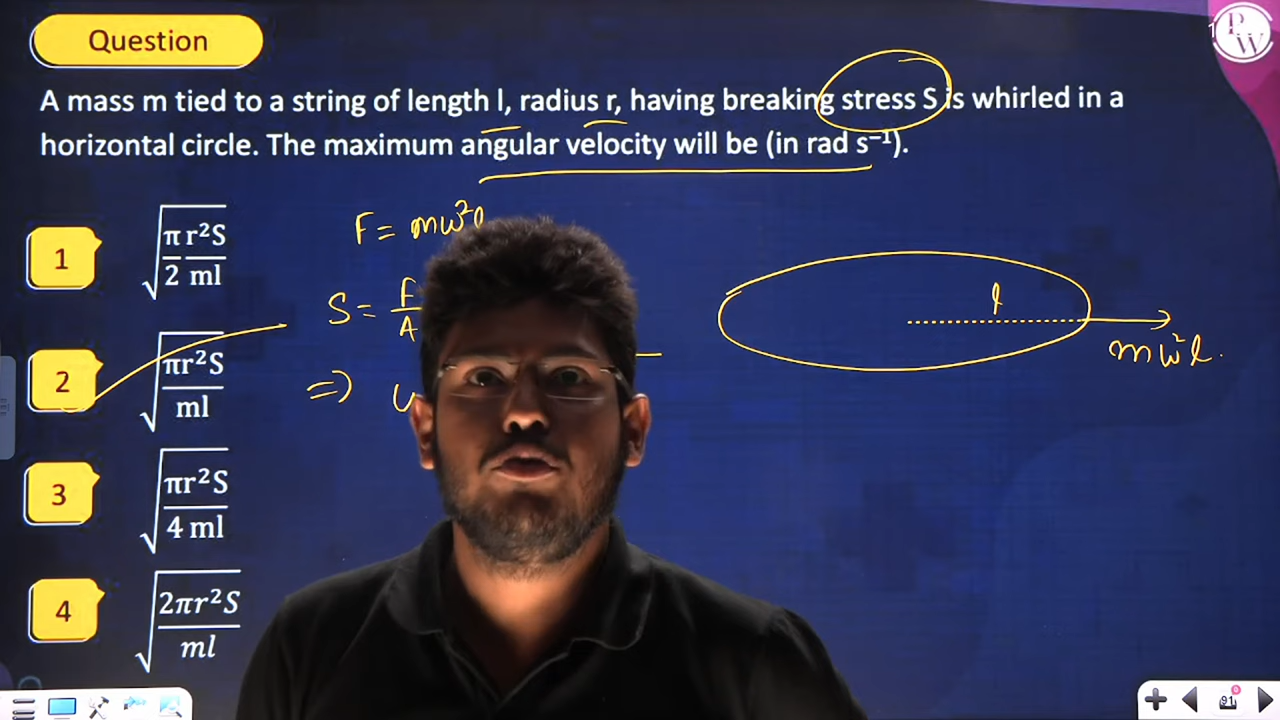 Question
A mass m tied to a string of length l, radius r, having breaking stress S is whirled in a
horizontal circle. The maximum angular velocity will be (in rad s⁻¹).
1 √(π/2 r²S/ml)
2 √(πr²S/ml)
3 √(πr²S/4 ml)
4 √(2πr²S/ml)
F = mω²l
S = F/A
⇒
l
mω²l.
PW
91